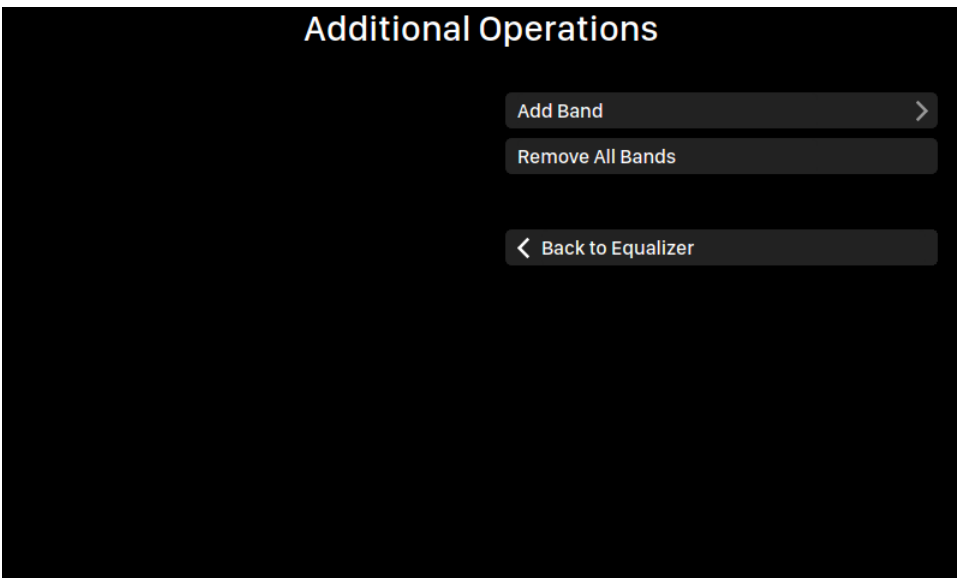 Additional Operations
Add Band
Remove All Bands
Back to Equalizer